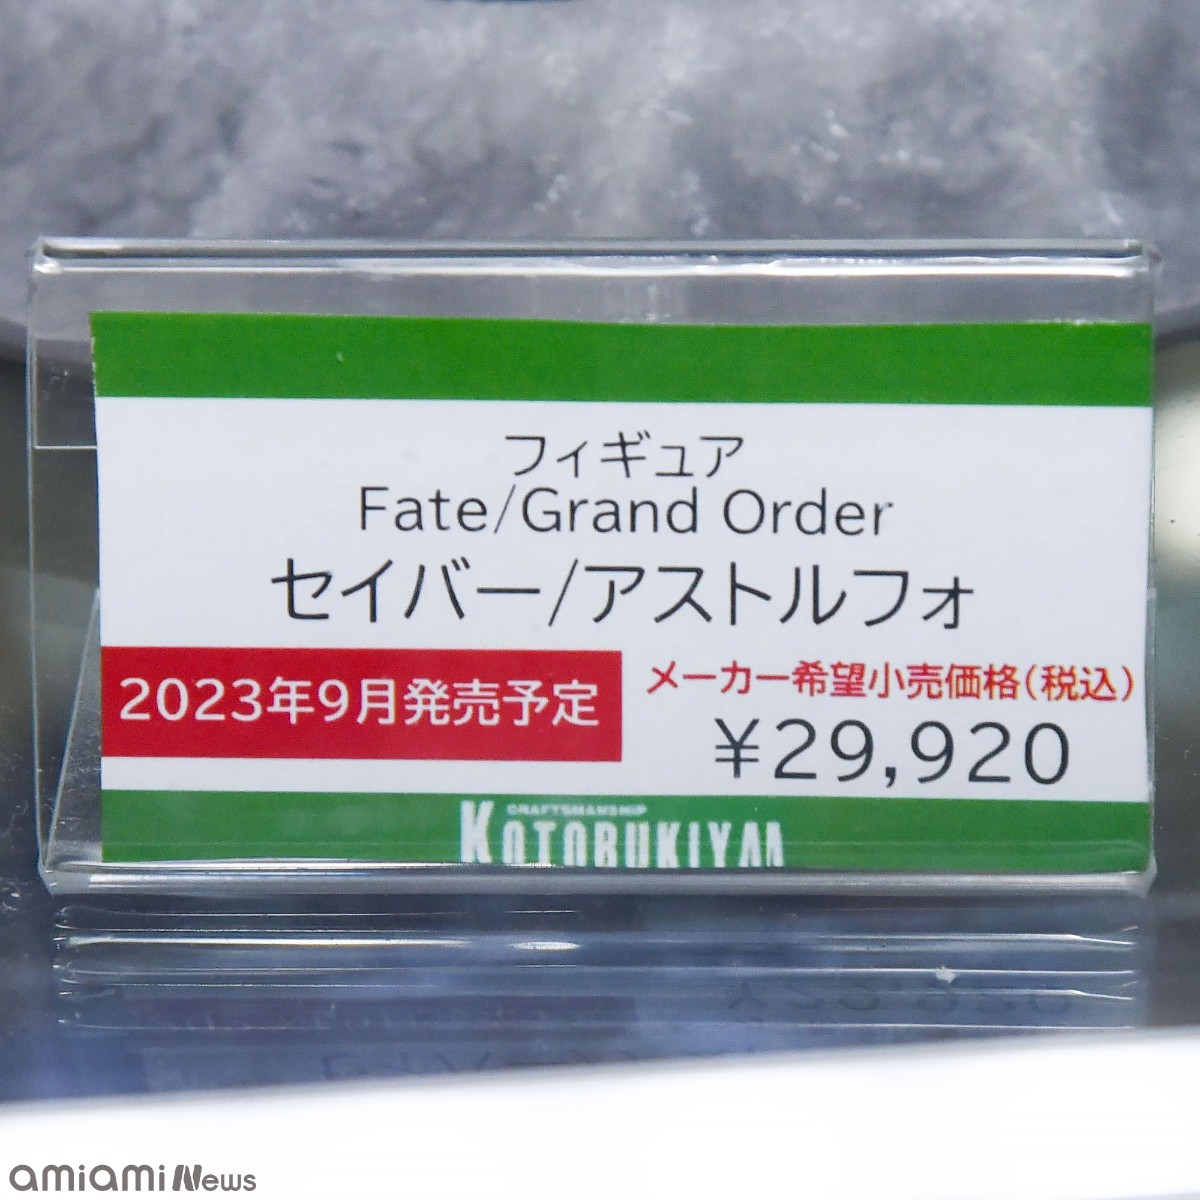 フィギュア
Fate/Grand Order
セイバー/アストルフォ
2023年9月発売予定
メーカー希望小売価格(税込)
¥29,920
CRAFTSMANSHIP
KOTOBUKIYA
amiami News